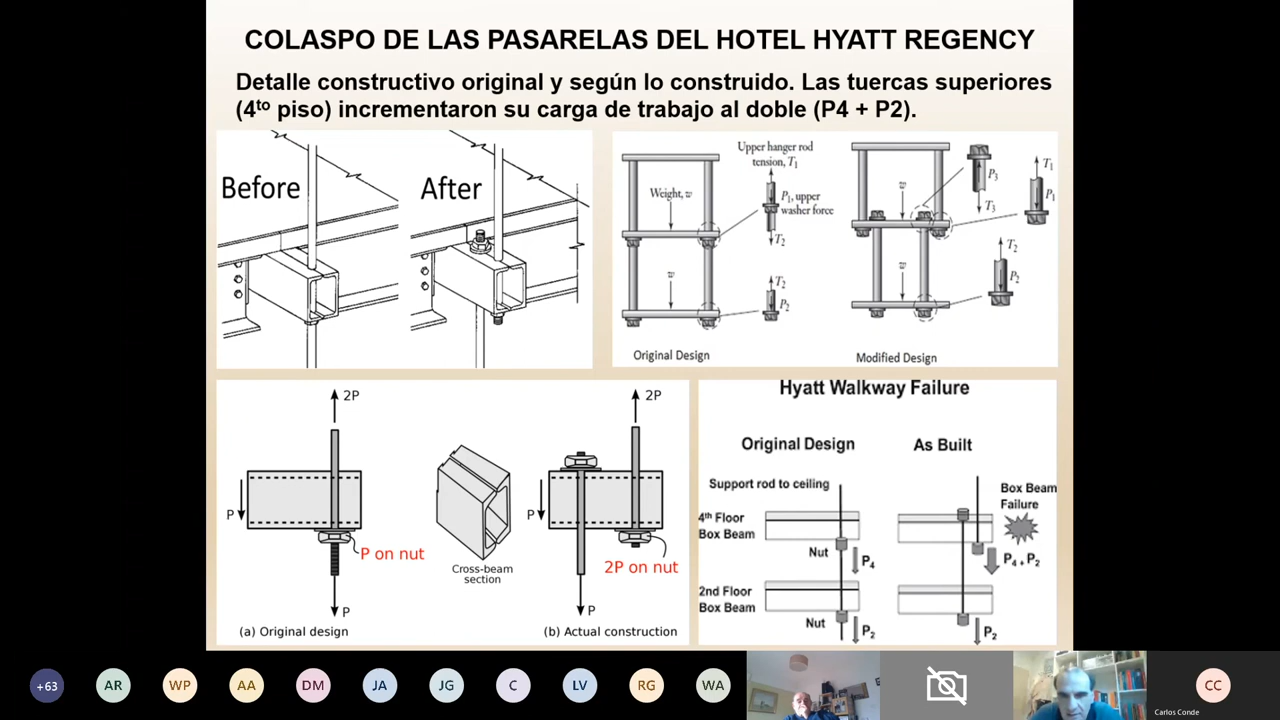 COLASPO DE LAS PASARELAS DEL HOTEL HYATT REGENCY
Detalle constructivo original y según lo construido. Las tuercas superiores
(4to piso) incrementaron su carga de trabajo al doble (P4 + P2).
Before
After
Upper hanger rod
tension, T1
Weight, w
P1, upper
washer force
T2
w
T2
P2
Original Design
w
P3
T3
T1
P1
w
T2
P2
Modified Design
2P
P
P on nut
P
(a) Original design
Cross-beam
section
2P
P
2P on nut
P
(b) Actual construction
Hyatt Walkway Failure
Original Design
As Built
Support rod to ceiling
4th Floor
Box Beam
Nut
P4
2nd Floor
Box Beam
Nut
P2
Box Beam
Failure
P4 + P2
P2
+63
AR
WP
AA
DM
JA
JG
C
LV
RG
WA
CC
Carlos Conde